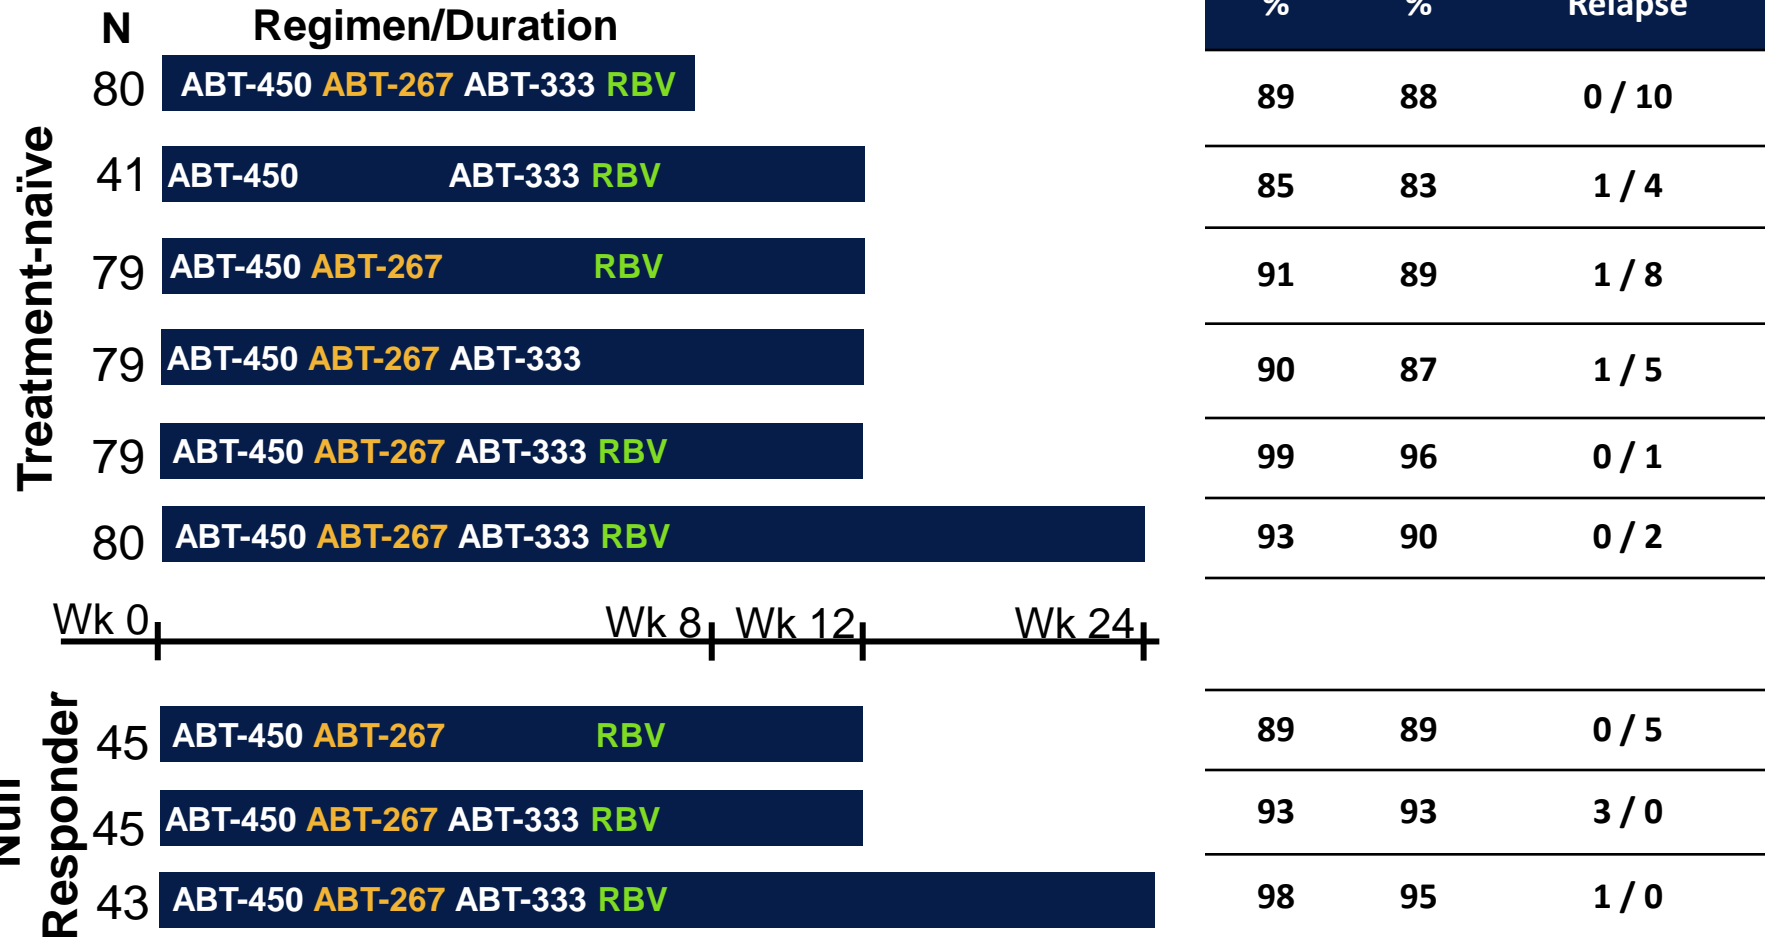 N Regimen/Duration % % Relapse
Treatment-naïve
80 ABT-450 ABT-267 ABT-333 RBV 89 88 0 / 10
41 ABT-450 ABT-333 RBV 85 83 1 / 4
79 ABT-450 ABT-267 RBV 91 89 1 / 8
79 ABT-450 ABT-267 ABT-333 90 87 1 / 5
79 ABT-450 ABT-267 ABT-333 RBV 99 96 0 / 1
80 ABT-450 ABT-267 ABT-333 RBV 93 90 0 / 2
Wk 0 Wk 8 Wk 12 Wk 24
Null
Responder
45 ABT-450 ABT-267 RBV 89 89 0 / 5
45 ABT-450 ABT-267 ABT-333 RBV 93 93 3 / 0
43 ABT-450 ABT-267 ABT-333 RBV 98 95 1 / 0